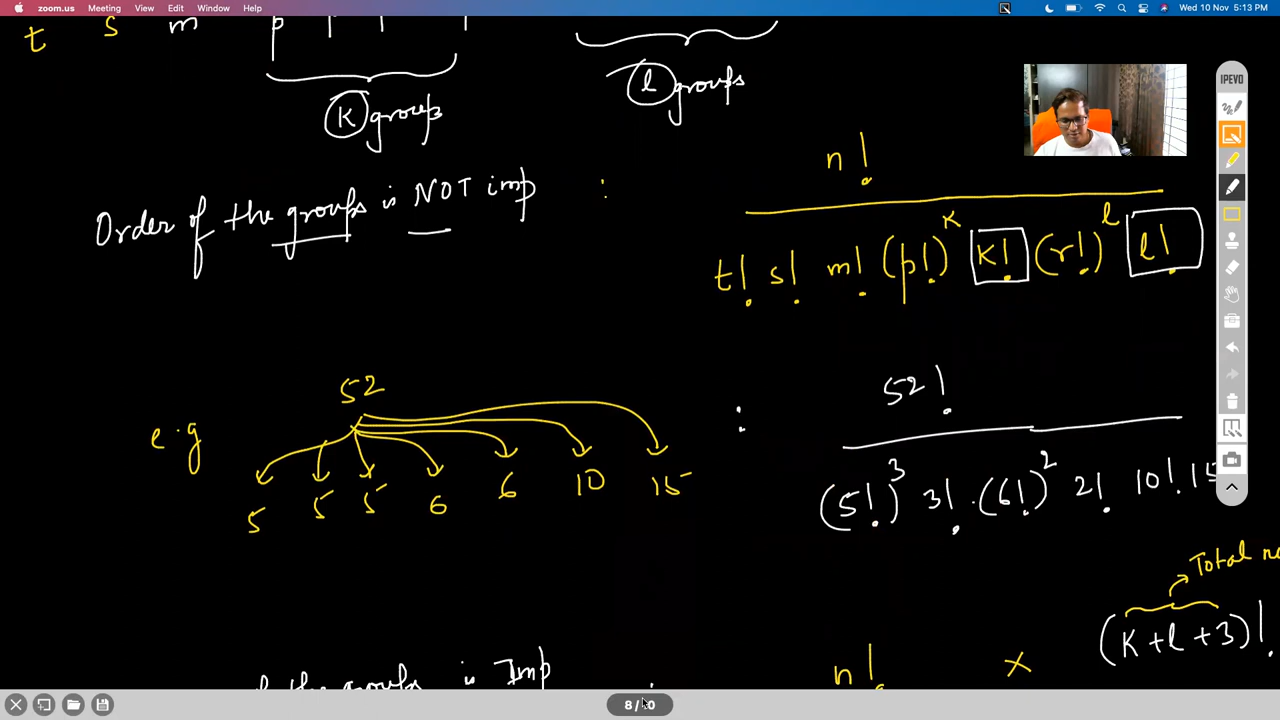 zoom.us Meeting View Edit Window Help Wed 10 Nov 5:13 PM
IPEVO
t s m p
k groups
l groups
Order of the groups is NOT imp :
n!
t! s! m! (p!)^k k! (r!)^l l!
e.g 52
5 5 5 6 6 10 15
:
52!
(5!)^3 3! · (6!)^2 2! 10! 15
Total
(k + l + 3)!
the groups is Imp
n! ×
8 / 10